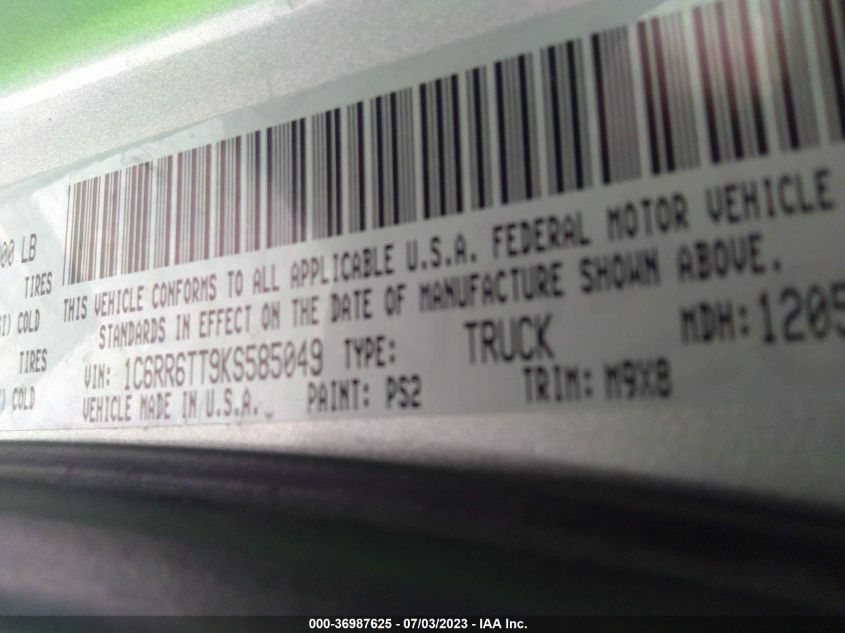 00 LB
TIRES
SI) COLD
TIRES
I) COLD
THIS VEHICLE CONFORMS TO ALL APPLICABLE U.S.A. FEDERAL MOTOR VEHICLE
STANDARDS IN EFFECT ON THE DATE OF MANUFACTURE SHOWN ABOVE.
VIN: 1C6RR6TT9KS585049 TYPE: TRUCK MDH: 1205
VEHICLE MADE IN U.S.A. PAINT: PS2 TRIM: M9X8
000-36987625 - 07/03/2023 - IAA Inc.